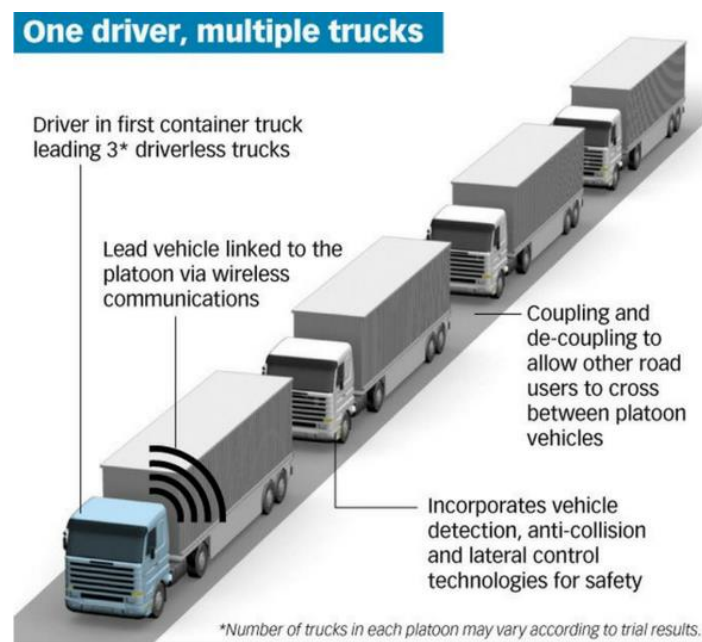 One driver, multiple trucks
Driver in first container truck
leading 3* driverless trucks
Lead vehicle linked to the
platoon via wireless
communications
Coupling and
de-coupling to
allow other road
users to cross
between platoon
vehicles
Incorporates vehicle
detection, anti-collision
and lateral control
technologies for safety
*Number of trucks in each platoon may vary according to trial results.